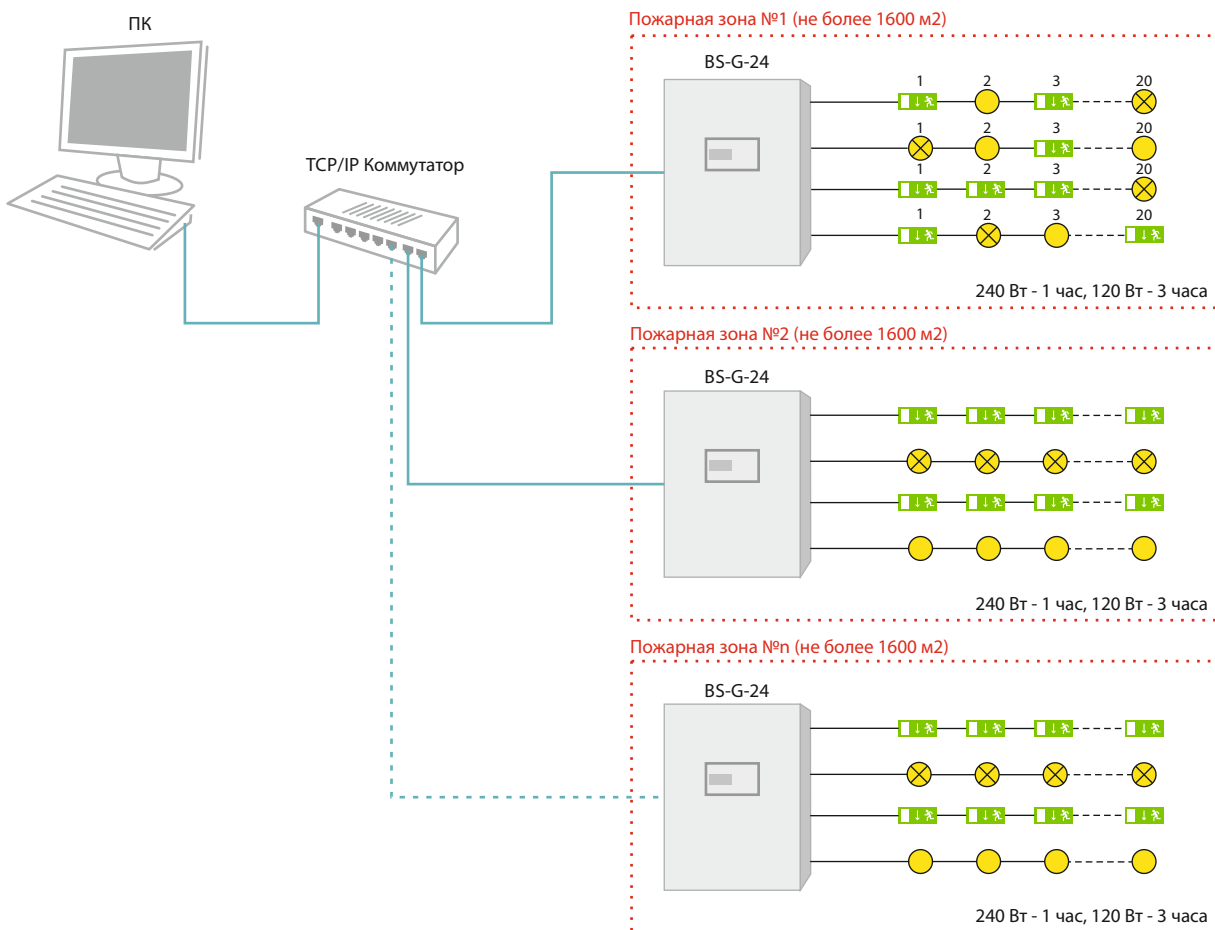 ПК
TCP/IP Коммутатор
Пожарная зона №1 (не более 1600 м2)
BS-G-24
1 2 3 20
1 2 3 20
1 2 3 20
1 2 3 20
240 Вт - 1 час, 120 Вт - 3 часа
Пожарная зона №2 (не более 1600 м2)
BS-G-24
240 Вт - 1 час, 120 Вт - 3 часа
Пожарная зона №n (не более 1600 м2)
BS-G-24
240 Вт - 1 час, 120 Вт - 3 часа